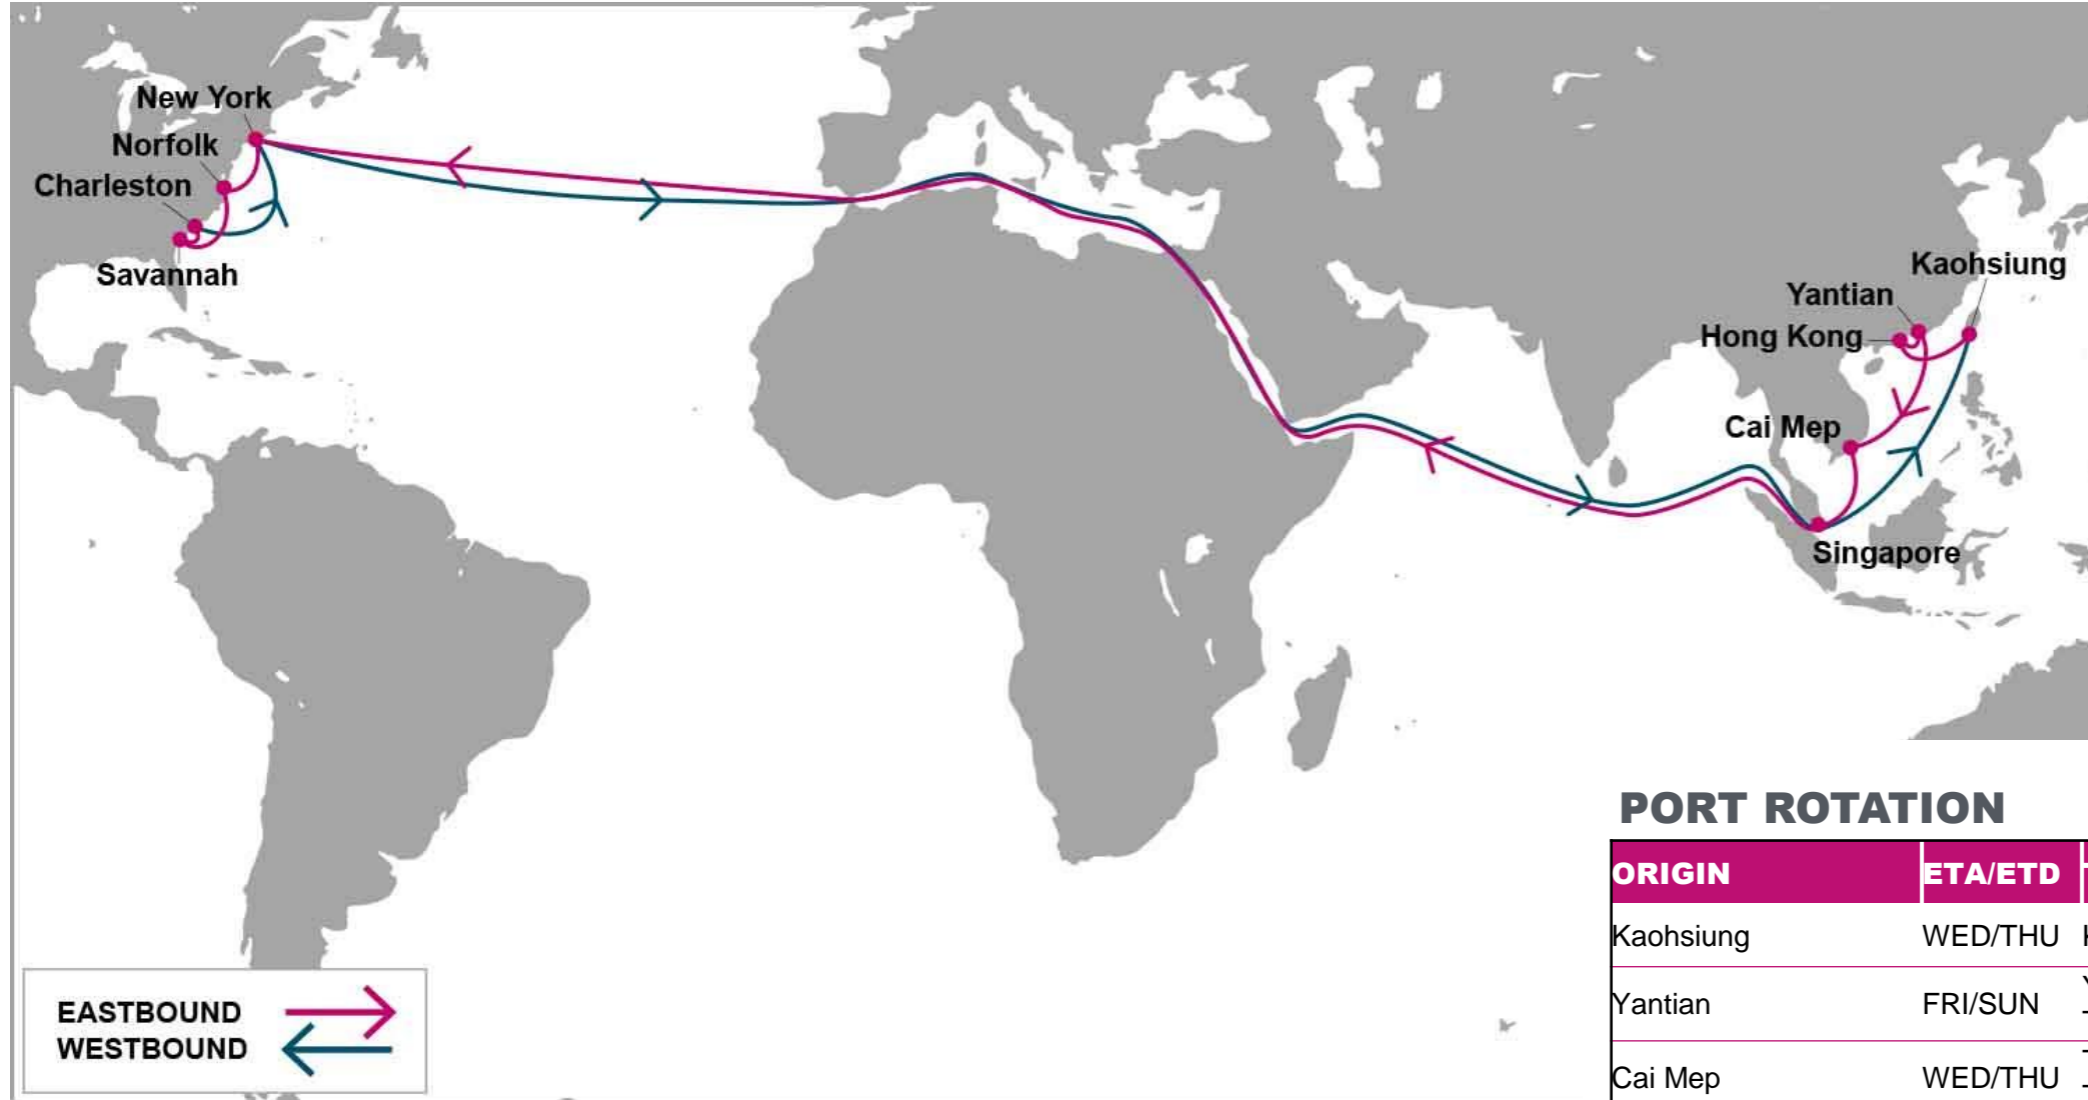 New York
Norfolk
Charleston
Savannah
Kaohsiung
Yantian
Hong Kong
Cai Mep
Singapore
EASTBOUND
WESTBOUND
PORT ROTATION
ORIGIN ETA/ETD
Kaohsiung WED/THU
Yantian FRI/SUN
Cai Mep WED/THU